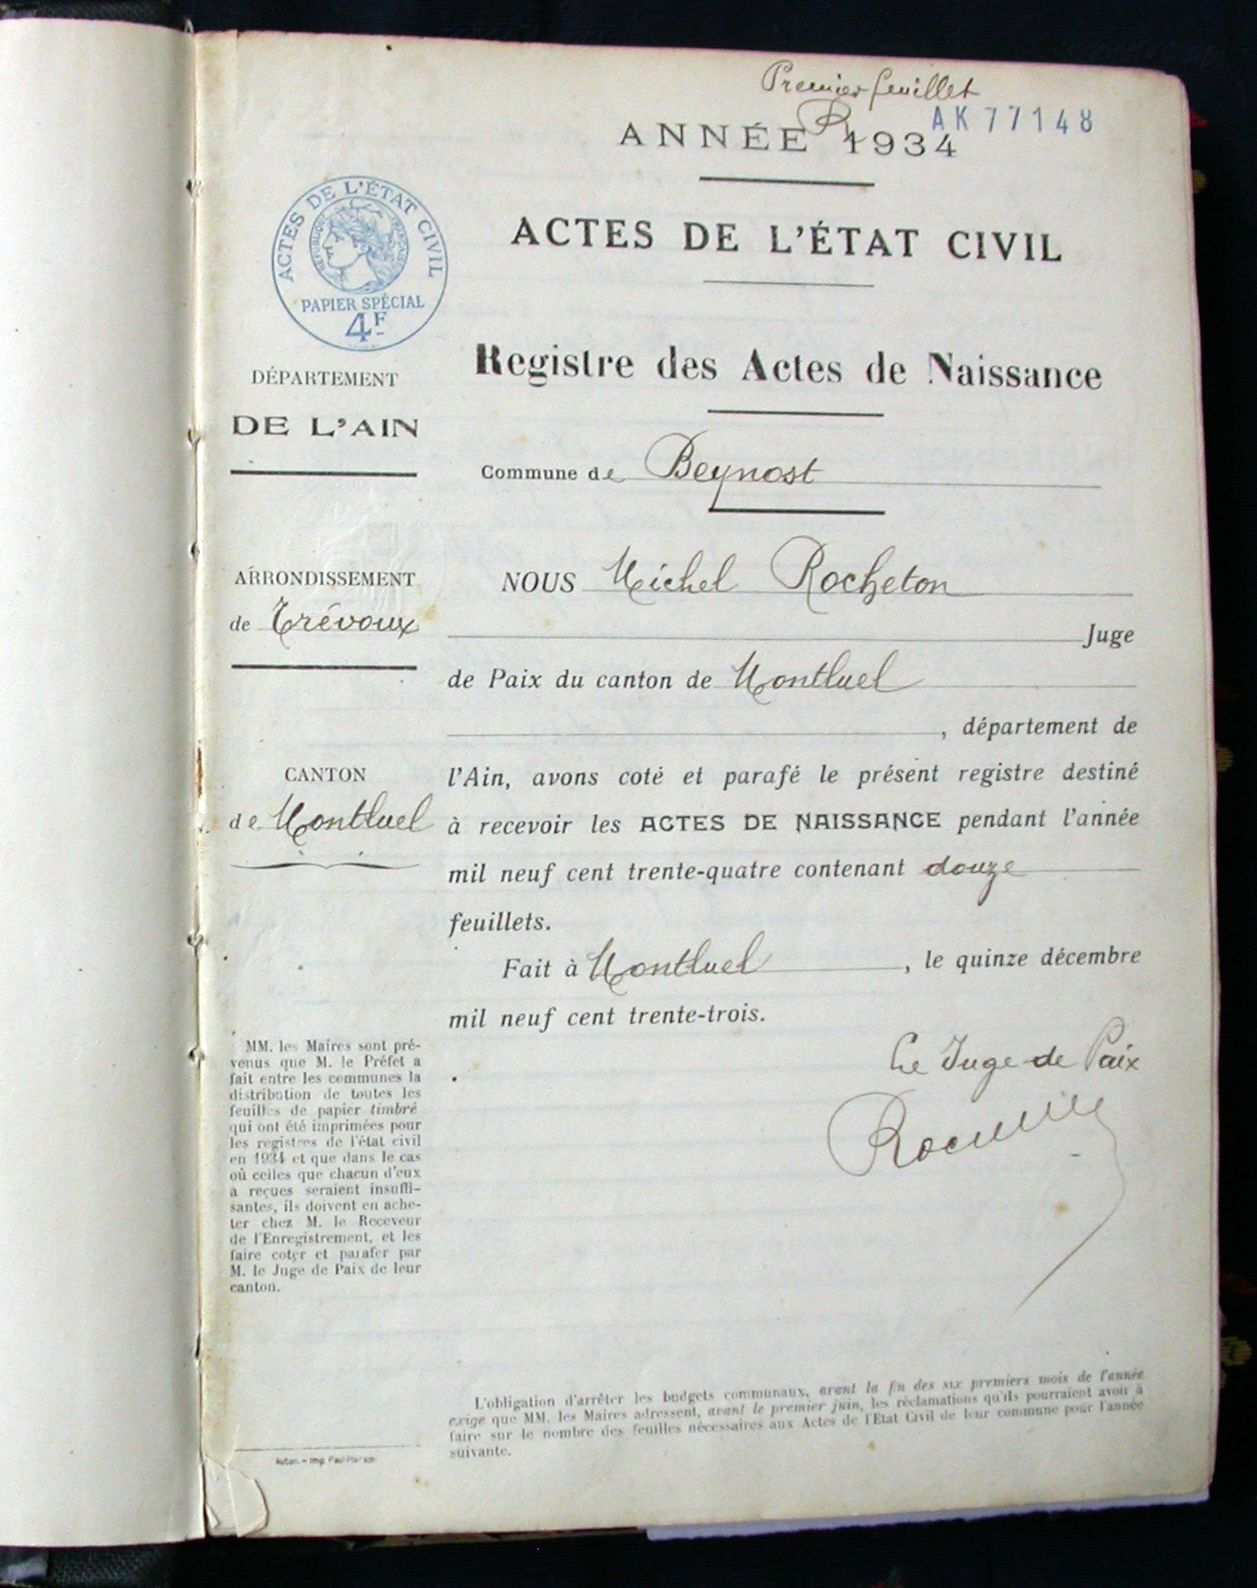 Premier feuillet
AK 77148
ANNÉE 1934
ACTES DE L'ÉTAT CIVIL
RÉPUBLIQUE FRANÇAISE
PAPIER SPÉCIAL
4F
ACTES DE L'ÉTAT CIVIL
Registre des Actes de Naissance
DÉPARTEMENT
DE L'AIN
Commune de Beynost
ARRONDISSEMENT
de Trévoux
CANTON
de Montluel
NOUS Michel Rocheton
Juge
de Paix du canton de Montluel
, département de
l'Ain, avons coté et parafé le présent registre destiné
à recevoir les ACTES DE NAISSANCE pendant l'année
mil neuf cent trente-quatre contenant douze
feuillets.
Fait à Montluel, le quinze décembre
mil neuf cent trente-trois.
Le Juge de Paix
MM. les Maires sont pré-
venus que M. le Préfet a
fait entre les communes la
distribution de toutes les
feuilles de papier timbré
qui ont été imprimées pour
les registres de l'état civil
en 1934 et que dans le cas
où celles que chacun d'eux
a reçues seraient insuffi-
santes, ils doivent en ache-
ter chez M. le Receveur
de l'Enregistrement, et les
faire coter et parafer par
M. le Juge de Paix de leur
canton.
L'obligation d'arrêter les budgets communaux, avant la fin des six premiers mois de l'année
exige que MM. les Maires adressent, avant le premier juin, les réclamations qu'ils pourraient avoir à
faire sur le nombre des feuilles nécessaires aux Actes de l'Etat Civil de leur commune pour l'année
suivante.